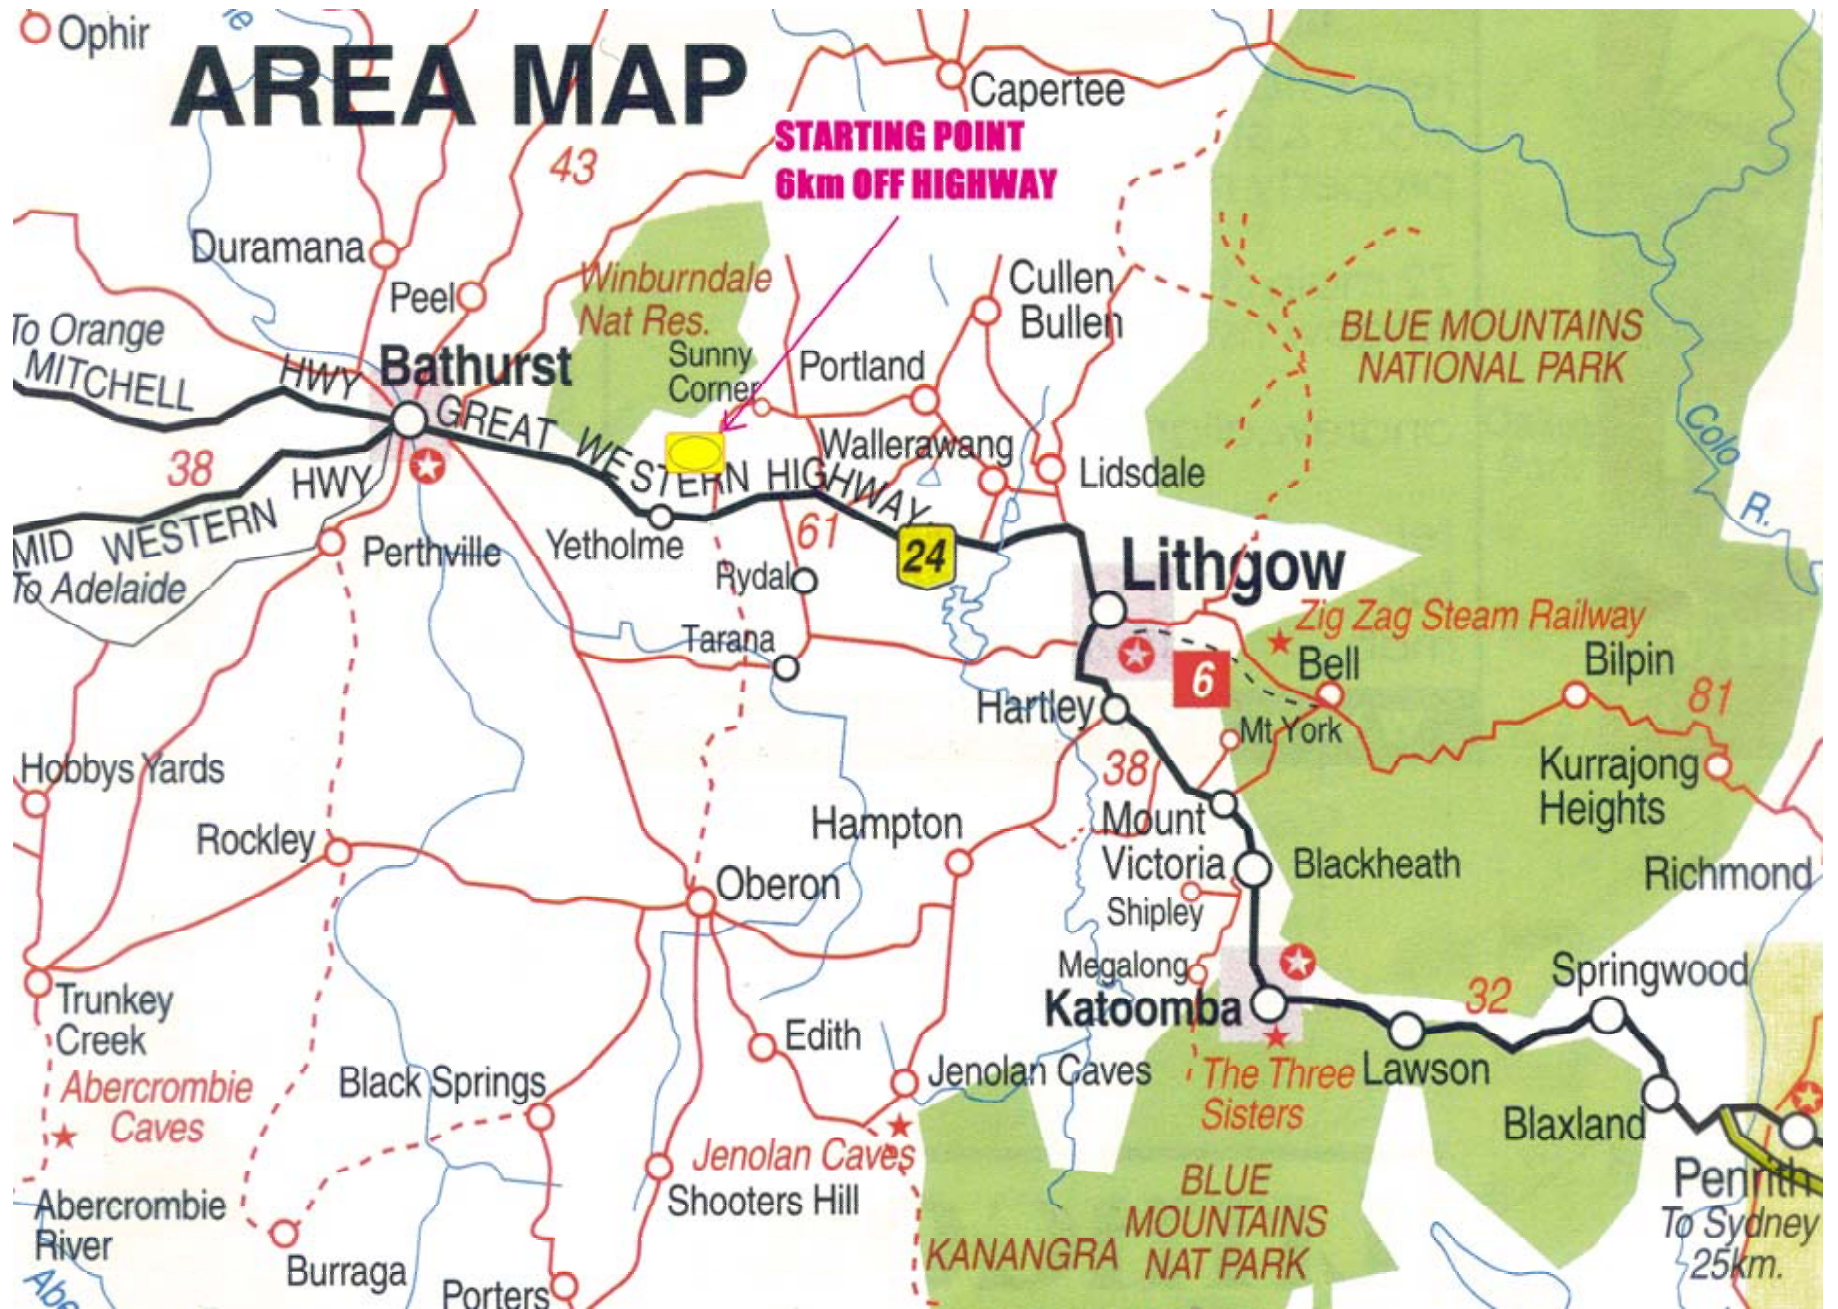 Ophir
AREA MAP
Capertee
STARTING POINT
6km OFF HIGHWAY
43
Duramana
Peel
Winburndale
Nat Res.
Cullen
Bullen
To Orange
MITCHELL HWY
Bathurst
Sunny
Corner
Portland
BLUE MOUNTAINS
NATIONAL PARK
GREAT WESTERN HIGHWAY
Wallerawang
Lidsdale
Colo
R.
38
MID WESTERN HWY
To Adelaide
Perthville
Yetholme
61
24
Rydal
Lithgow
Zig Zag Steam Railway
Tarana
6
Bell
Bilpin
81
Hartley
Mt York
Hobbys Yards
38
Kurrajong
Heights
Rockley
Hampton
Mount
Victoria
Blackheath
Richmond
Oberon
Shipley
Megalong
Katoomba
32
Springwood
Trunkey
Creek
Edith
Black Springs
Jenolan Caves
The Three
Sisters
Lawson
Abercrombie
Caves
Blaxland
Jenolan Caves
Shooters Hill
Abercrombie
River
Abe
BLUE
MOUNTAINS
NAT PARK
KANANGRA
Penrith
To Sydney
25km.
Burraga
Porters